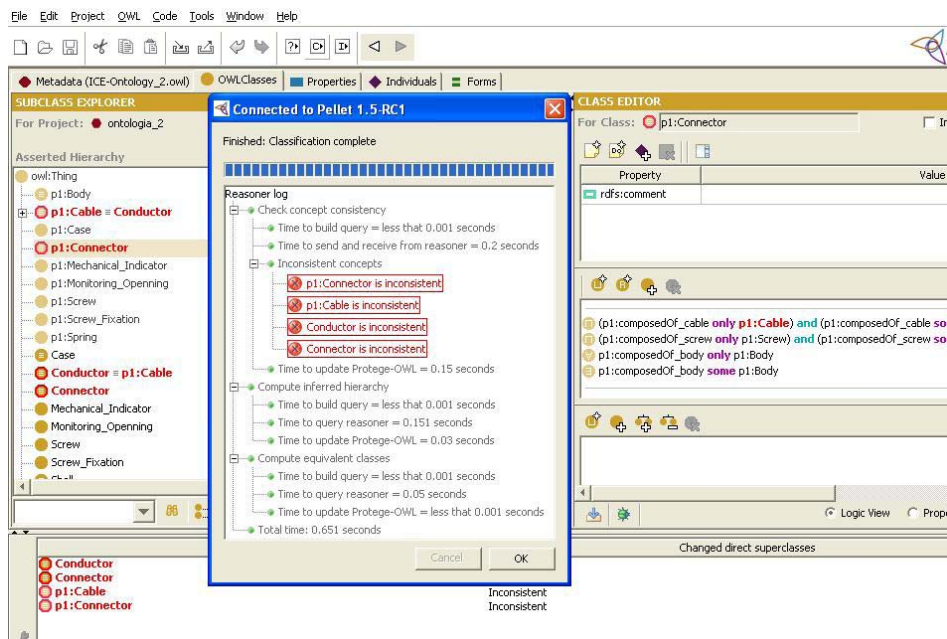 File Edit Project OWL Code Tools Window Help
Metadata (ICE-Ontology_2.owl) OWLClasses Properties Individuals Forms
SUBCLASS EXPLORER
For Project: ontologia_2
Asserted Hierarchy
owl:Thing
p1:Body
p1:Cable ≡ Conductor
p1:Case
p1:Connector
p1:Mechanical_Indicator
p1:Monitoring_Openning
p1:Screw
p1:Screw_Fixation
p1:Spring
Case
Conductor ≡ p1:Cable
Connector
Mechanical_Indicator
Monitoring_Openning
Screw
Screw_Fixation
Shell
Connected to Pellet 1.5-RC1
Finished: Classification complete
Reasoner log
Check concept consistency
Time to build query = less that 0.001 seconds
Time to send and receive from reasoner = 0.2 seconds
Inconsistent concepts
p1:Connector is inconsistent
p1:Cable is inconsistent
Conductor is inconsistent
Connector is inconsistent
Time to update Protege-OWL = 0.15 seconds
Compute inferred hierarchy
Time to build query = less that 0.001 seconds
Time to query reasoner = 0.151 seconds
Time to update Protege-OWL = 0.03 seconds
Compute equivalent classes
Time to build query = less that 0.001 seconds
Time to query reasoner = 0.05 seconds
Time to update Protege-OWL = less that 0.001 seconds
Total time: 0.651 seconds
Cancel OK
CLASS EDITOR
For Class: p1:Connector In
Property Value
rdfs:comment
(p1:composedOf_cable only p1:Cable) and (p1:composedOf_cable so
(p1:composedOf_screw only p1:Screw) and (p1:composedOf_screw so
p1:composedOf_body only p1:Body
p1:composedOf_body some p1:Body
Logic View Prope
Changed direct superclasses
Conductor
Connector
p1:Cable Inconsistent
p1:Connector Inconsistent